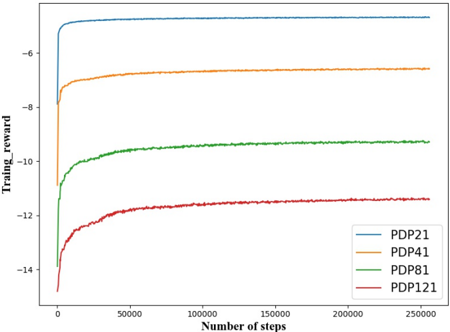 Traing_reward
−6
−8
−10
−12
−14
0
50000
100000
150000
200000
250000
Number of steps
PDP21
PDP41
PDP81
PDP121